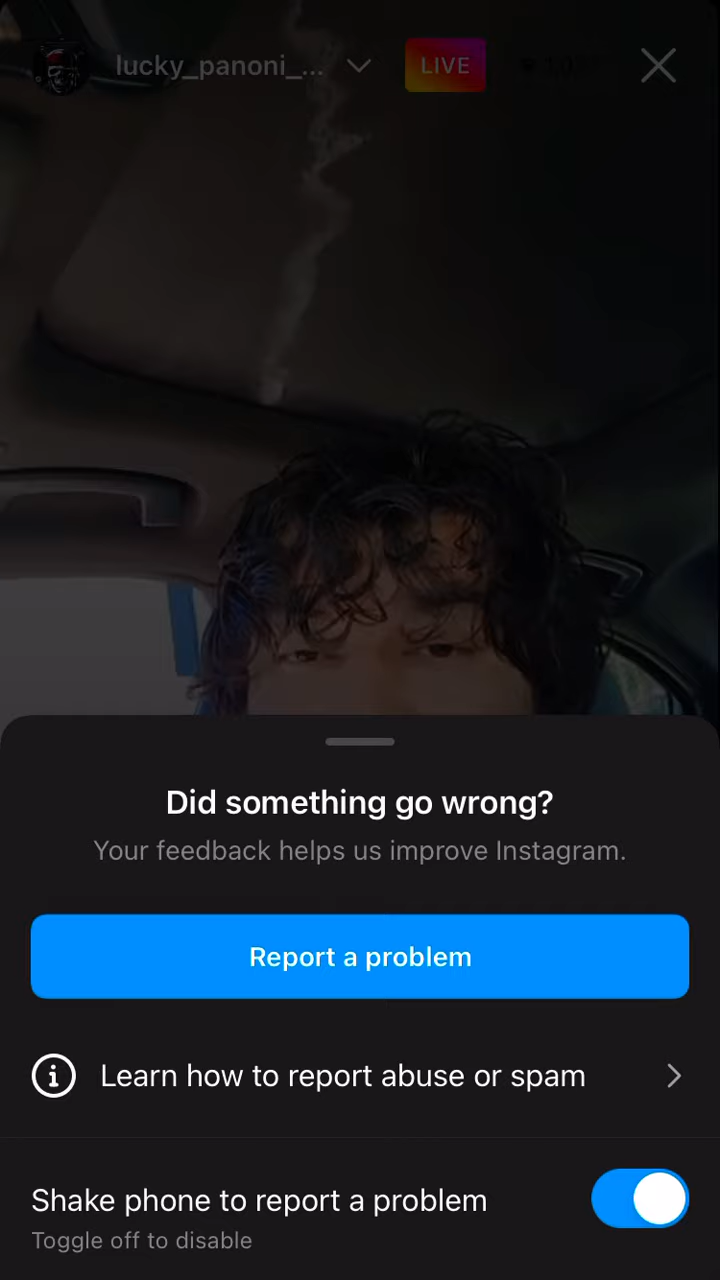 lucky_panoni_...
LIVE
Did something go wrong?
Your feedback helps us improve Instagram.
Report a problem
Learn how to report abuse or spam
Shake phone to report a problem
Toggle off to disable